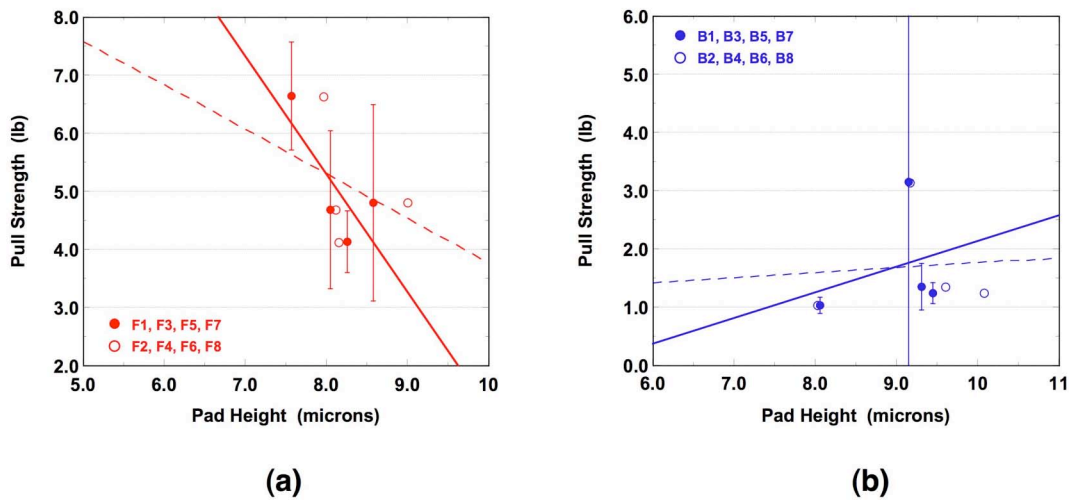 8.0
7.0
6.0
5.0
4.0
3.0
2.0
Pull Strength (lb)
F1, F3, F5, F7
F2, F4, F6, F8
5.0 6.0 7.0 8.0 9.0 10
Pad Height (microns)
(a)
6.0
5.0
4.0
3.0
2.0
1.0
0.0
Pull Strength (lb)
B1, B3, B5, B7
B2, B4, B6, B8
6.0 7.0 8.0 9.0 10 11
Pad Height (microns)
(b)